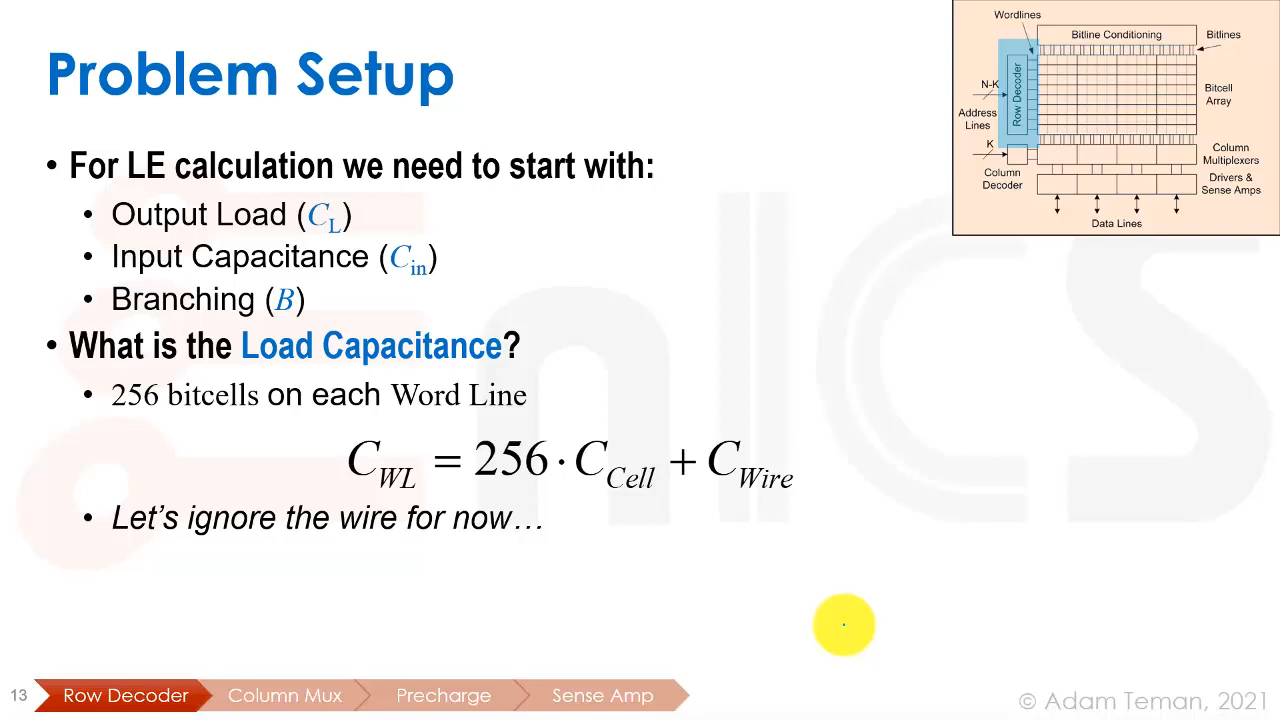 Problem Setup
• For LE calculation we need to start with:
• Output Load (C_L)
• Input Capacitance (C_in)
• Branching (B)
• What is the Load Capacitance?
• 256 bitcells on each Word Line
C_WL = 256 · C_Cell + C_Wire
• Let's ignore the wire for now…
Wordlines
Bitline Conditioning
Bitlines
Row Decoder
N-K
Address
Lines
Bitcell
Array
K
Column
Decoder
Column
Multiplexers
Drivers &
Sense Amps
Data Lines
EnICS
13
Row Decoder
Column Mux
Precharge
Sense Amp
© Adam Teman, 2021